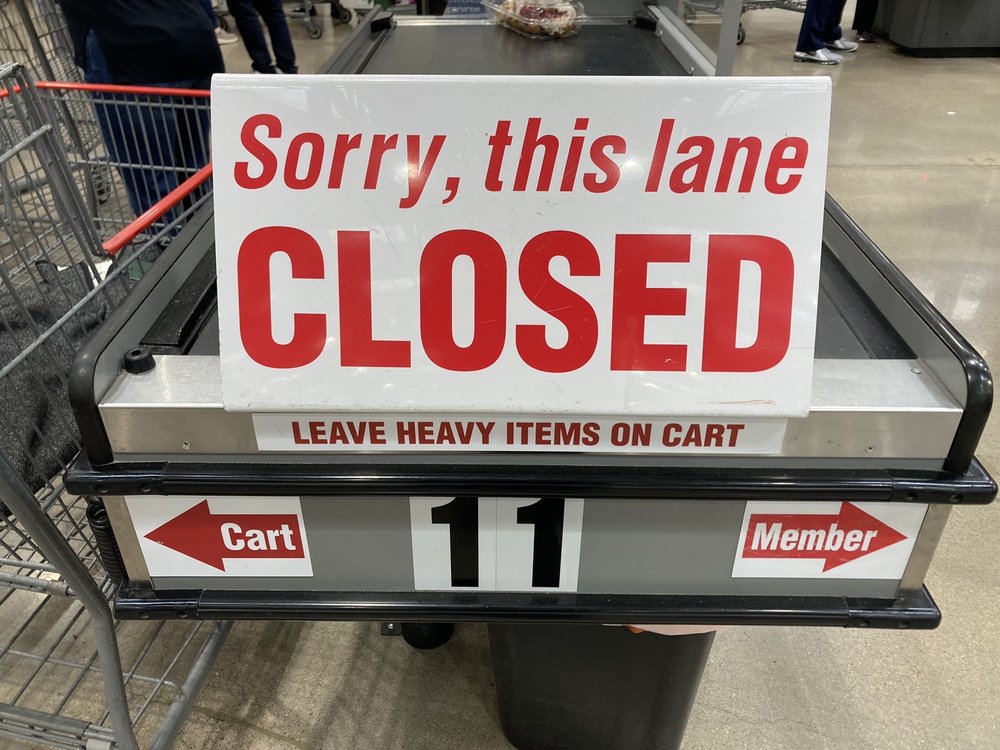 Sorry, this lane
CLOSED
LEAVE HEAVY ITEMS ON CART
Cart
11
Member